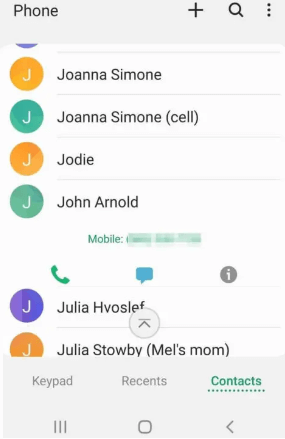 Phone
J Joanna Simone
J Joanna Simone (cell)
J Jodie
J John Arnold
Mobile:
J Julia Hvoslef
J Julia Stowby (Mel's mom)
Keypad Recents Contacts